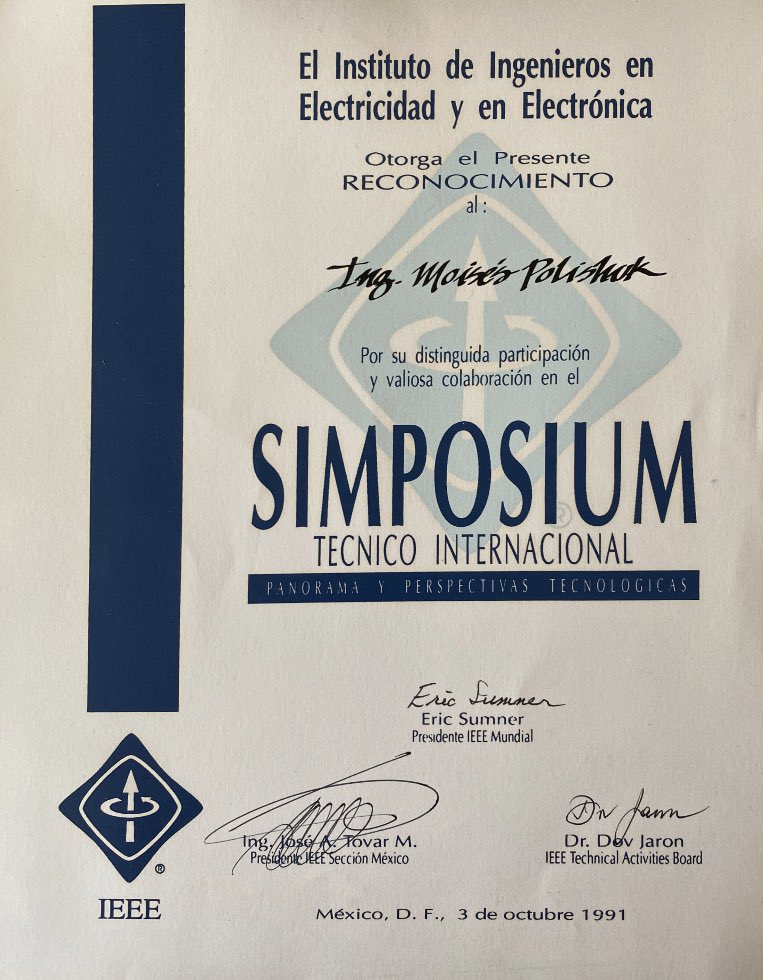 El Instituto de Ingenieros en
Electricidad y en Electrónica
Otorga el Presente
RECONOCIMIENTO
al :
Ing. Moisés Polishuk
Por su distinguida participación
y valiosa colaboración en el
SIMPOSIUM
TECNICO INTERNACIONAL
PANORAMA Y PERSPECTIVAS TECNOLOGICAS
®
Eric Sumner
Eric Sumner
Presidente IEEE Mundial
Ing. José A. Tovar M.
Presidente IEEE Sección México
Dov Jaron
Dr. Dov Jaron
IEEE Technical Activities Board
®
IEEE
México, D. F., 3 de octubre 1991